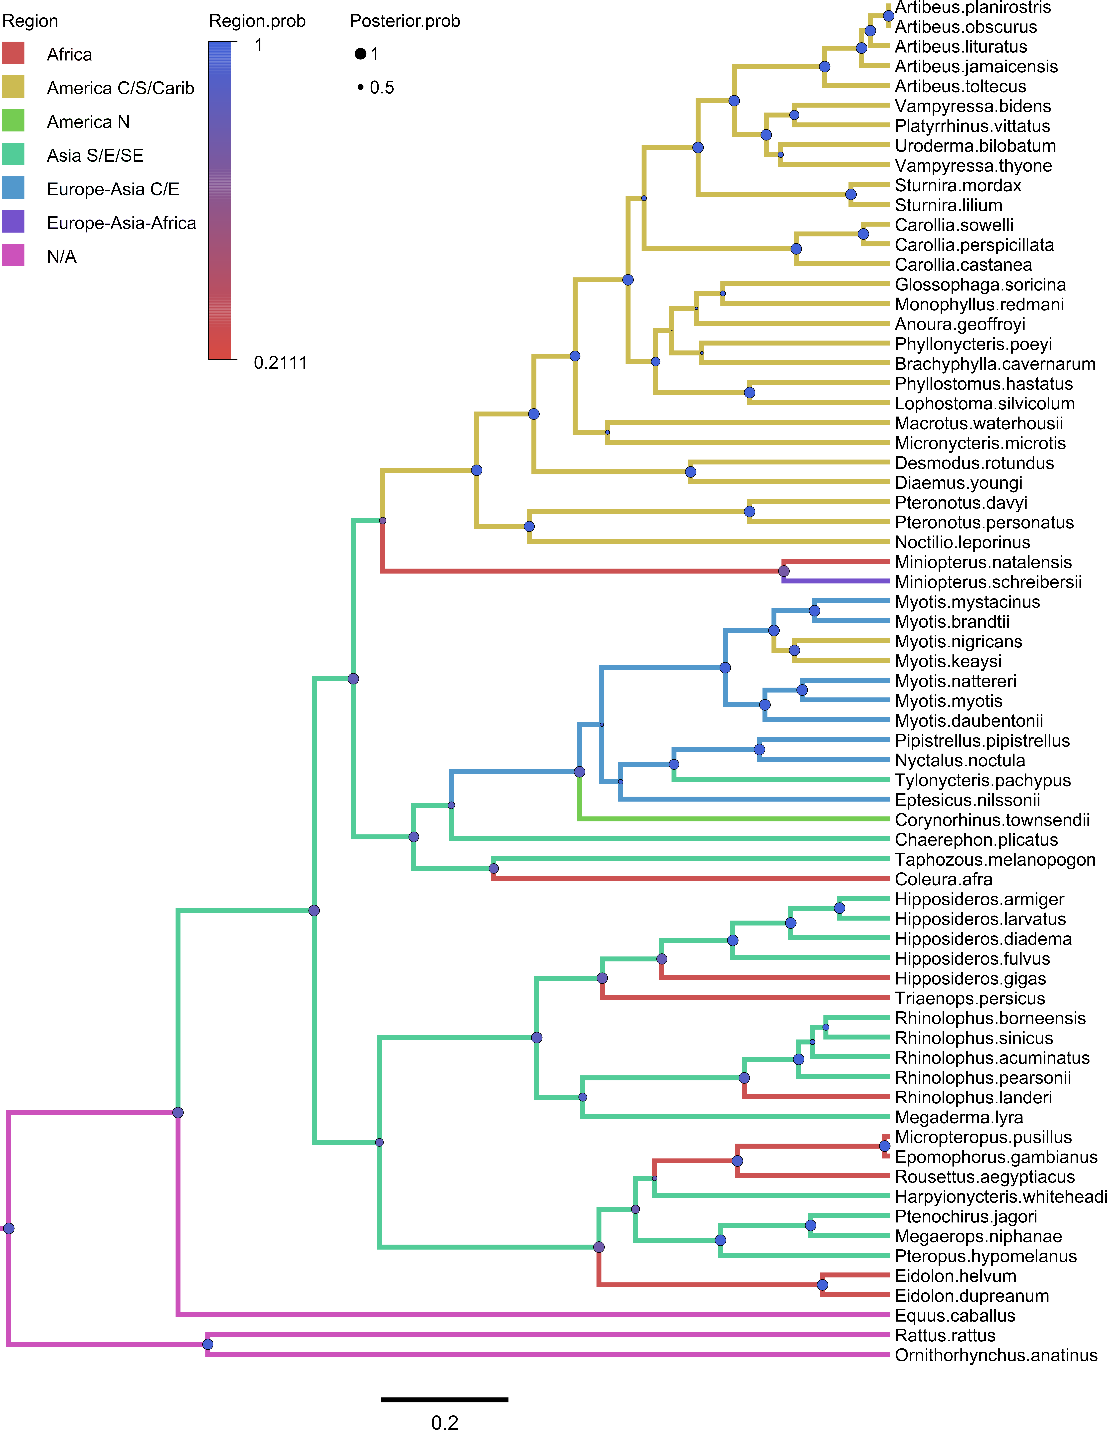 Region
Africa
America C/S/Carib
America N
Asia S/E/SE
Europe-Asia C/E
Europe-Asia-Africa
N/A
Region.prob
1
0.2111
Posterior.prob
1
0.5
Artibeus.planirostris
Artibeus.obscurus
Artibeus.lituratus
Artibeus.jamaicensis
Artibeus.toltecus
Vampyressa.bidens
Platyrrhinus.vittatus
Uroderma.bilobatum
Vampyressa.thyone
Sturnira.mordax
Sturnira.lilium
Carollia.sowelli
Carollia.perspicillata
Carollia.castanea
Glossophaga.soricina
Monophyllus.redmani
Anoura.geoffroyi
Phyllonycteris.poeyi
Brachyphylla.cavernarum
Phyllostomus.hastatus
Lophostoma.silvicolum
Macrotus.waterhousii
Micronycteris.microtis
Desmodus.rotundus
Diaemus.youngi
Pteronotus.davyi
Pteronotus.personatus
Noctilio.leporinus
Miniopterus.natalensis
Miniopterus.schreibersii
Myotis.mystacinus
Myotis.brandtii
Myotis.nigricans
Myotis.keaysi
Myotis.nattereri
Myotis.myotis
Myotis.daubentonii
Pipistrellus.pipistrellus
Nyctalus.noctula
Tylonycteris.pachypus
Eptesicus.nilssonii
Corynorhinus.townsendii
Chaerephon.plicatus
Taphozous.melanopogon
Coleura.afra
Hipposideros.armiger
Hipposideros.larvatus
Hipposideros.diadema
Hipposideros.fulvus
Hipposideros.gigas
Triaenops.persicus
Rhinolophus.borneensis
Rhinolophus.sinicus
Rhinolophus.acuminatus
Rhinolophus.pearsonii
Rhinolophus.landeri
Megaderma.lyra
Micropteropus.pusillus
Epomophorus.gambianus
Rousettus.aegyptiacus
Harpyionycteris.whiteheadi
Ptenochirus.jagori
Megaerops.niphanae
Pteropus.hypomelanus
Eidolon.helvum
Eidolon.dupreanum
Equus.caballus
Rattus.rattus
Ornithorhynchus.anatinus
0.2